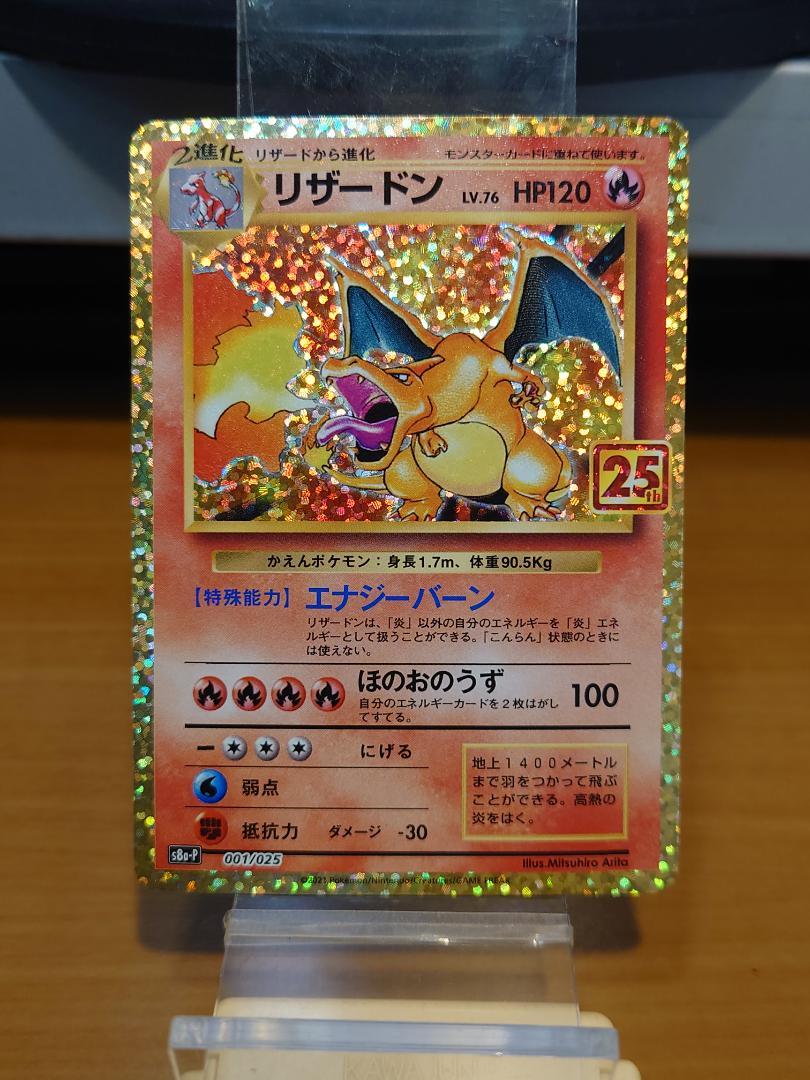 2進化 リザードから進化 モンスターカードに重ねて使います。
リザードン LV.76 HP120
25th
かえんポケモン：身長1.7m、体重90.5Kg
【特殊能力】 エナジーバーン
リザードンは、「炎」以外の自分のエネルギーを「炎」エネ
ルギーとして扱うことができる。「こんらん」状態のときに
は使えない。
ほのおのうず 100
自分のエネルギーカードを２枚はがし
てすてる。
にげる
弱点
抵抗力 ダメージ -30
地上１４００メートル
まで羽をつかって飛ぶ
ことができる。高熱の
炎をはく。
s8a-P 001/025 Illus.Mitsuhiro Arita
©2021 Pokémon/Nintendo/Creatures/GAME FREAK